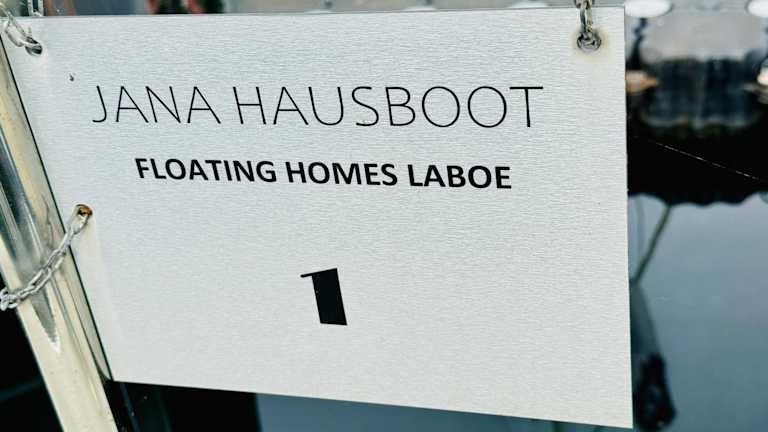 JANA HAUSBOOT
FLOATING HOMES LABOE
1